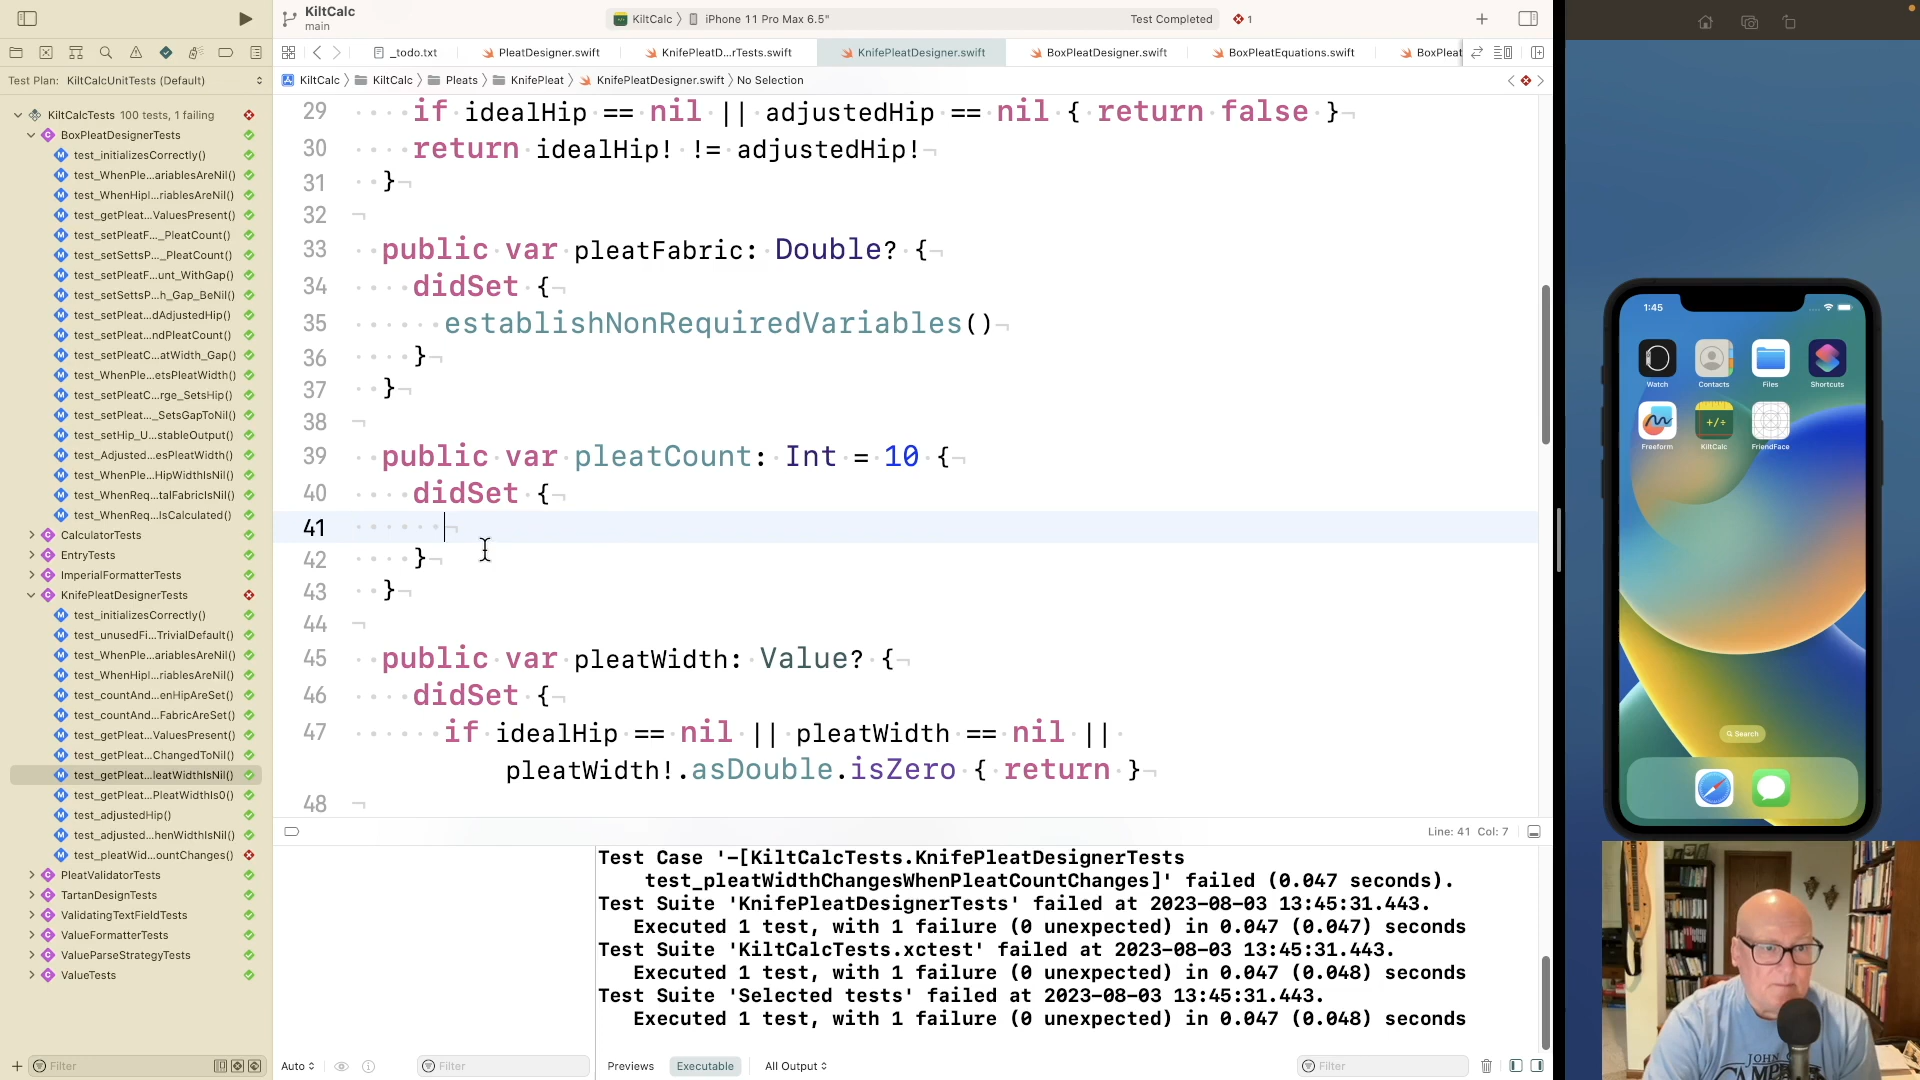 KiltCalc
main
KiltCalc
iPhone 11 Pro Max 6.5"
Test Completed
1
_todo.txt
PleatDesigner.swift
KnifePleatD...rTests.swift
KnifePleatDesigner.swift
BoxPleatDesigner.swift
BoxPleatEquations.swift
BoxPleat
Test Plan: KiltCalcUnitTests (Default)
KiltCalc
KiltCalc
Pleats
KnifePleat
KnifePleatDesigner.swift
No Selection
KiltCalcTests 100 tests, 1 failing
BoxPleatDesignerTests
test_initializesCorrectly()
test_WhenPle...ariablesAreNil()
test_WhenHipI...riablesAreNil()
test_getPleat...ValuesPresent()
test_setPleatF..._PleatCount()
test_setSettsP..._PleatCount()
test_setPleatF...unt_WithGap()
test_setSettsP...h_Gap_BeNil()
test_setPleat...dAdjustedHip()
test_setPleat...ndPleatCount()
test_setPleatC...atWidth_Gap()
test_WhenPle...etsPleatWidth()
test_setPleatC...arge_SetsHip()
test_setPleat..._SetsGapToNil()
test_setHip_U...stableOutput()
test_Adjusted...esPleatWidth()
test_WhenPle...HipWidthIsNil()
test_WhenReq...talFabricIsNil()
test_WhenReq...IsCalculated()
CalculatorTests
EntryTests
ImperialFormatterTests
KnifePleatDesignerTests
test_initializesCorrectly()
test_unusedFi...TrivialDefault()
test_WhenPle...ariablesAreNil()
test_WhenHipI...riablesAreNil()
test_countAnd...enHipAreSet()
test_countAnd...FabricAreSet()
test_getPleat...ValuesPresent()
test_getPleat...ChangedToNil()
test_getPleat...leatWidthIsNil()
test_getPleat...PleatWidthIs0()
test_adjustedHip()
test_adjusted...henWidthIsNil()
test_pleatWid...ountChanges()
PleatValidatorTests
TartanDesignTests
ValidatingTextFieldTests
ValueFormatterTests
ValueParseStrategyTests
ValueTests
Filter
29 if idealHip == nil || adjustedHip == nil { return false }
30 return idealHip! != adjustedHip!
31 }
32
33 public var pleatFabric: Double? {
34 didSet {
35 establishNonRequiredVariables()
36 }
37 }
38
39 public var pleatCount: Int = 10 {
40 didSet {
41
42 }
43 }
44
45 public var pleatWidth: Value? {
46 didSet {
47 if idealHip == nil || pleatWidth == nil ||
pleatWidth!.asDouble.isZero { return }
48
Line: 41 Col: 7
Test Case '-[KiltCalcTests.KnifePleatDesignerTests
test_pleatWidthChangesWhenPleatCountChanges]' failed (0.047 seconds).
Test Suite 'KnifePleatDesignerTests' failed at 2023-08-03 13:45:31.443.
Executed 1 test, with 1 failure (0 unexpected) in 0.047 (0.047) seconds
Test Suite 'KiltCalcTests.xctest' failed at 2023-08-03 13:45:31.443.
Executed 1 test, with 1 failure (0 unexpected) in 0.047 (0.048) seconds
Test Suite 'Selected tests' failed at 2023-08-03 13:45:31.443.
Executed 1 test, with 1 failure (0 unexpected) in 0.047 (0.048) seconds
Auto
Filter
Previews
Executable
All Output
Filter
1:45
Watch
Contacts
Files
Shortcuts
+/÷
Freeform
KiltCalc
FriendFace
Search
JOHN